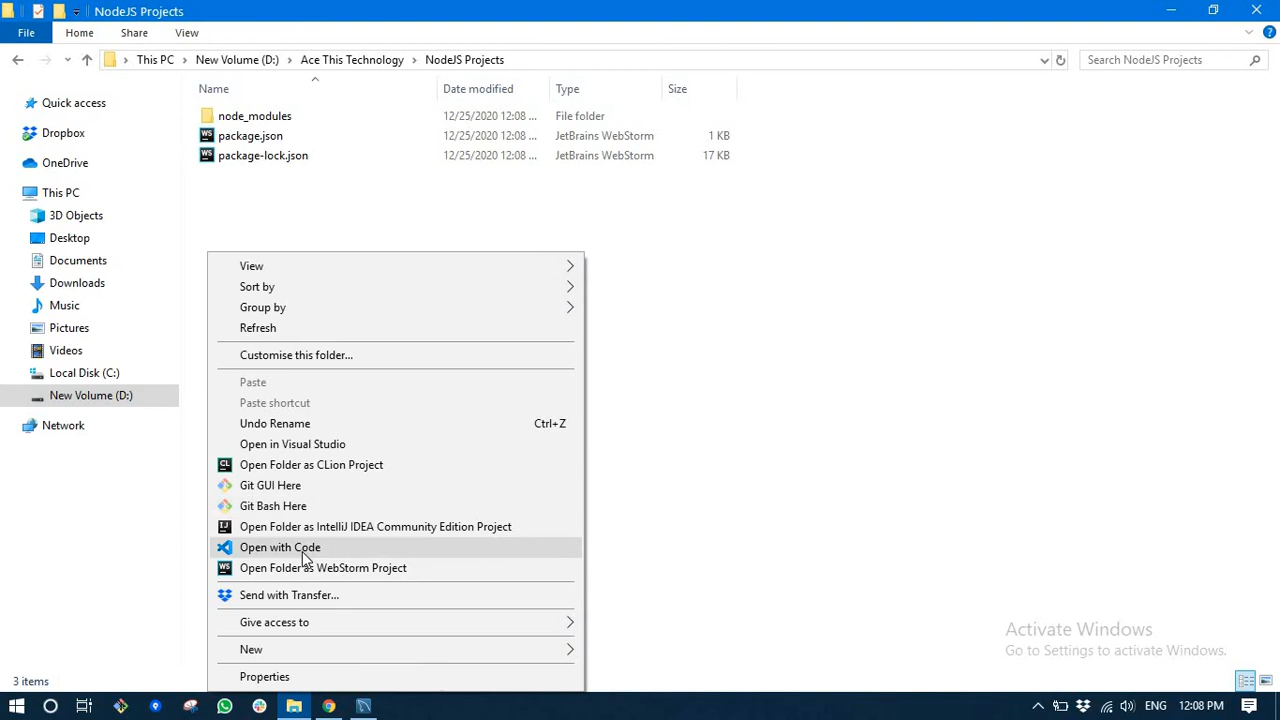 NodeJS Projects
File Home Share View
This PC New Volume (D:) Ace This Technology NodeJS Projects
Search NodeJS Projects
Name Date modified Type Size
node_modules 12/25/2020 12:08 ... File folder
package.json 12/25/2020 12:08 ... JetBrains WebStorm 1 KB
package-lock.json 12/25/2020 12:08 ... JetBrains WebStorm 17 KB
Quick access
Dropbox
OneDrive
This PC
3D Objects
Desktop
Documents
Downloads
Music
Pictures
Videos
Local Disk (C:)
New Volume (D:)
Network
View
Sort by
Group by
Refresh
Customise this folder...
Paste
Paste shortcut
Undo Rename Ctrl+Z
Open in Visual Studio
CL Open Folder as CLion Project
Git GUI Here
Git Bash Here
IJ Open Folder as IntelliJ IDEA Community Edition Project
Open with Code
WS Open Folder as WebStorm Project
Send with Transfer...
Give access to
New
Properties
Activate Windows
Go to Settings to activate Windows.
3 items
ENG 12:08 PM